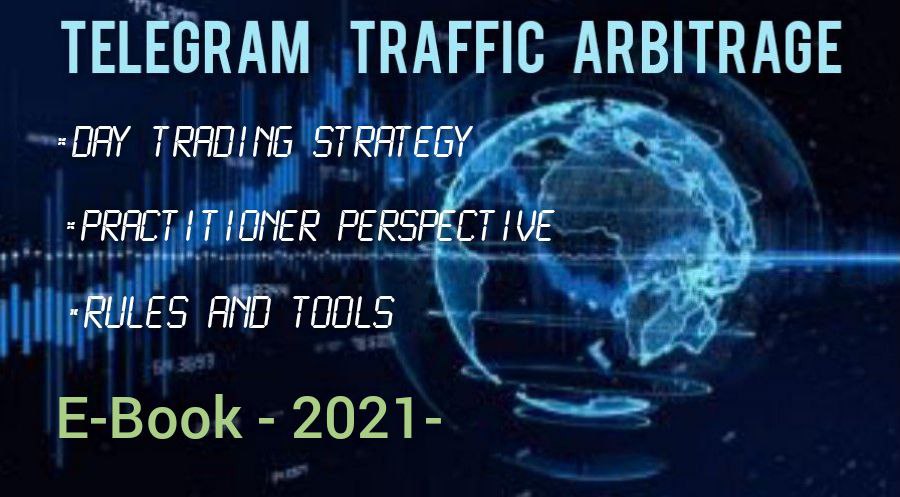 TELEGRAM TRAFFIC ARBITRAGE
*DAY TRADING STRATEGY
*PRACTITIONER PERSPECTIVE
*RULES AND TOOLS
E-Book - 2021-